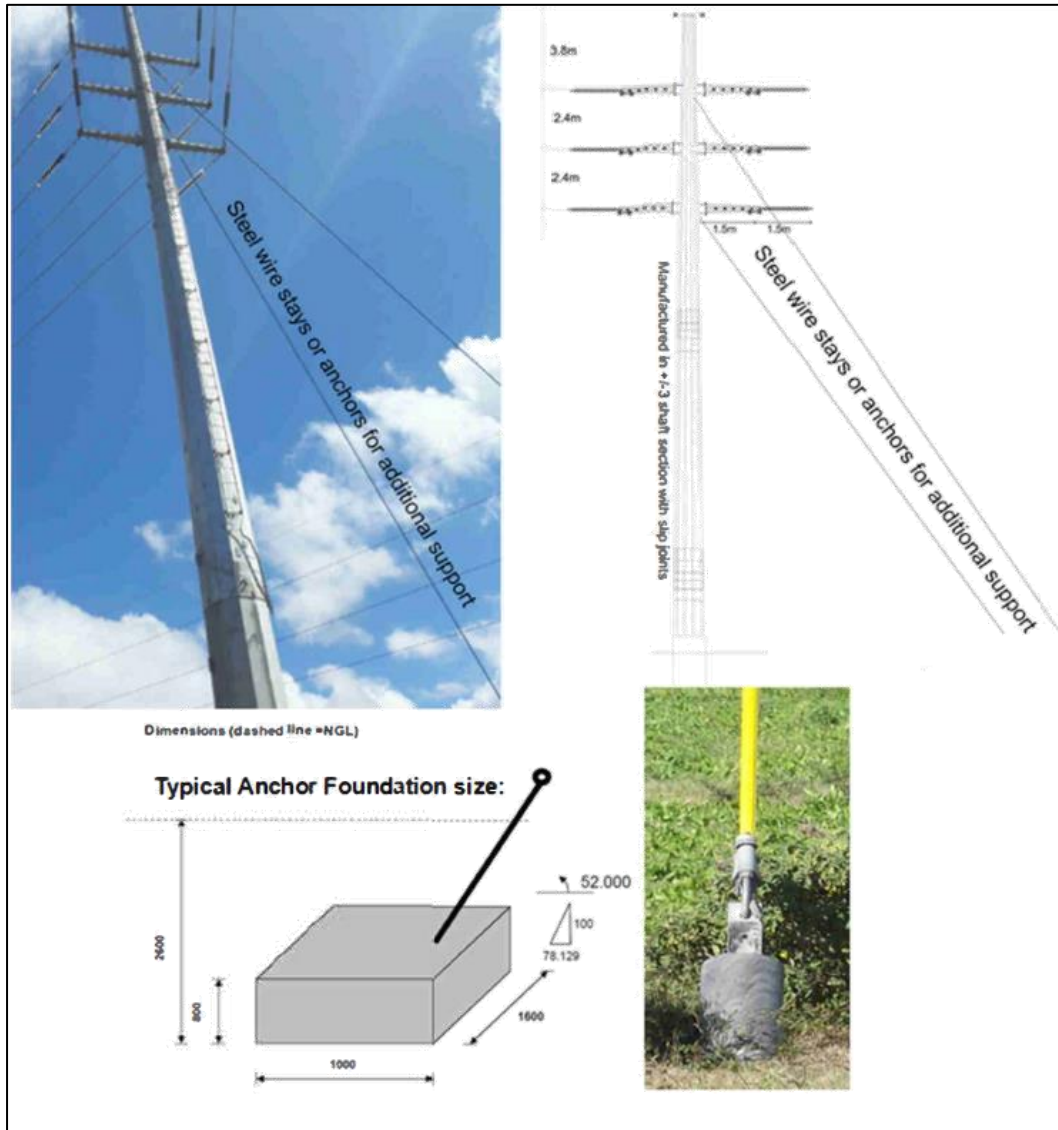 Steel wire stays or anchors for additional support
3.8m
2.4m
2.4m
1.5m 1.5m
Manufactured in +/-3 shaft section with slip joints
Steel wire stays or anchors for additional support
Dimensions (dashed line =NGL)
Typical Anchor Foundation size:
2600
800
1000
1600
52.000
100
78.129